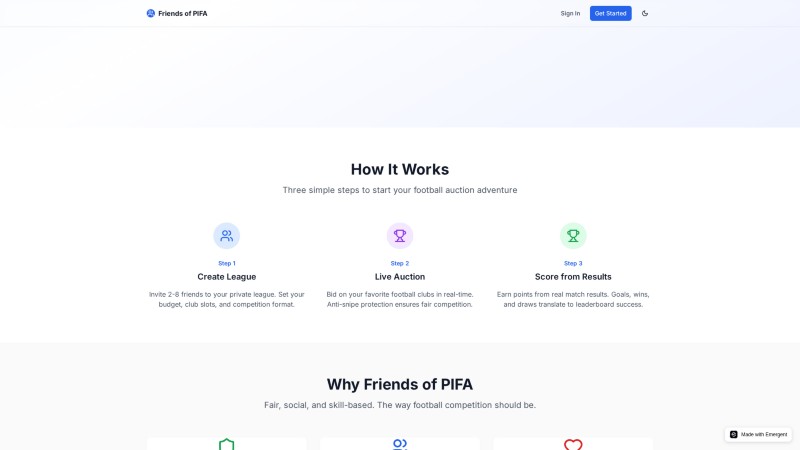 Friends of PIFA
Sign In
Get Started
How It Works
Three simple steps to start your football auction adventure
Step 1
Create League
Invite 2-8 friends to your private league. Set your
budget, club slots, and competition format.
Step 2
Live Auction
Bid on your favorite football clubs in real-time.
Anti-snipe protection ensures fair competition.
Step 3
Score from Results
Earn points from real match results. Goals, wins,
and draws translate to leaderboard success.
Why Friends of PIFA
Fair, social, and skill-based. The way football competition should be.
Made with Emergent